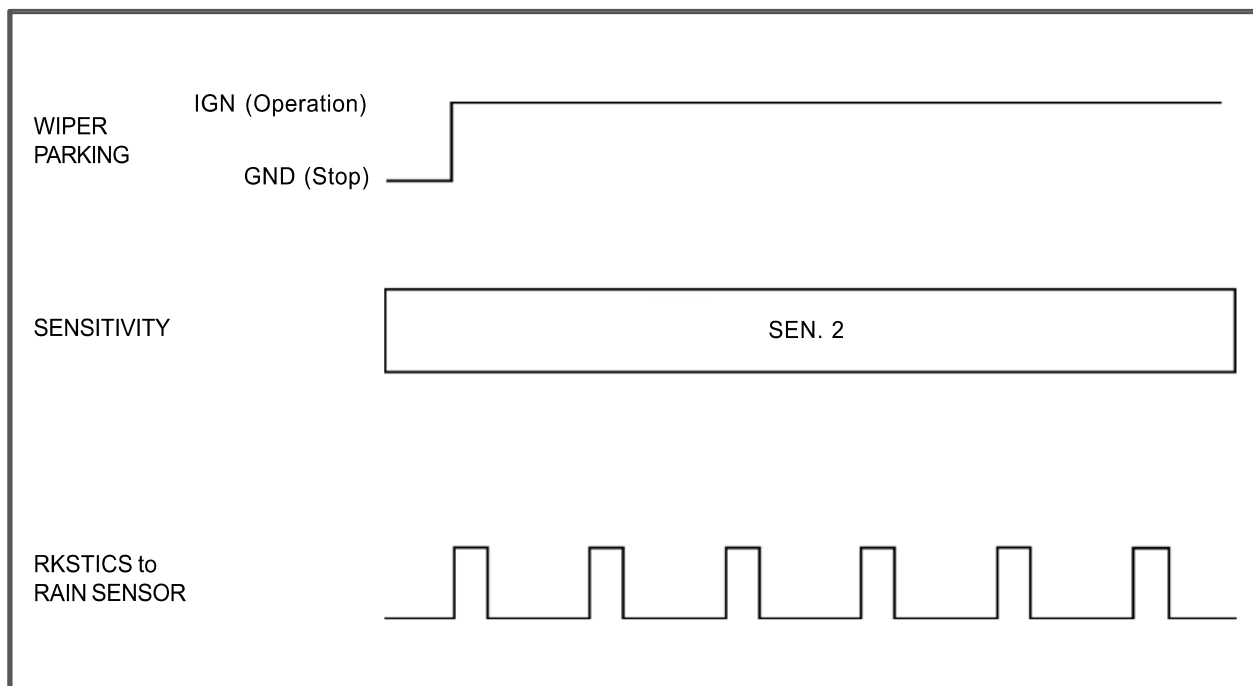 IGN (Operation)
WIPER
PARKING
GND (Stop)
SENSITIVITY
SEN. 2
RKSTICS to
RAIN SENSOR